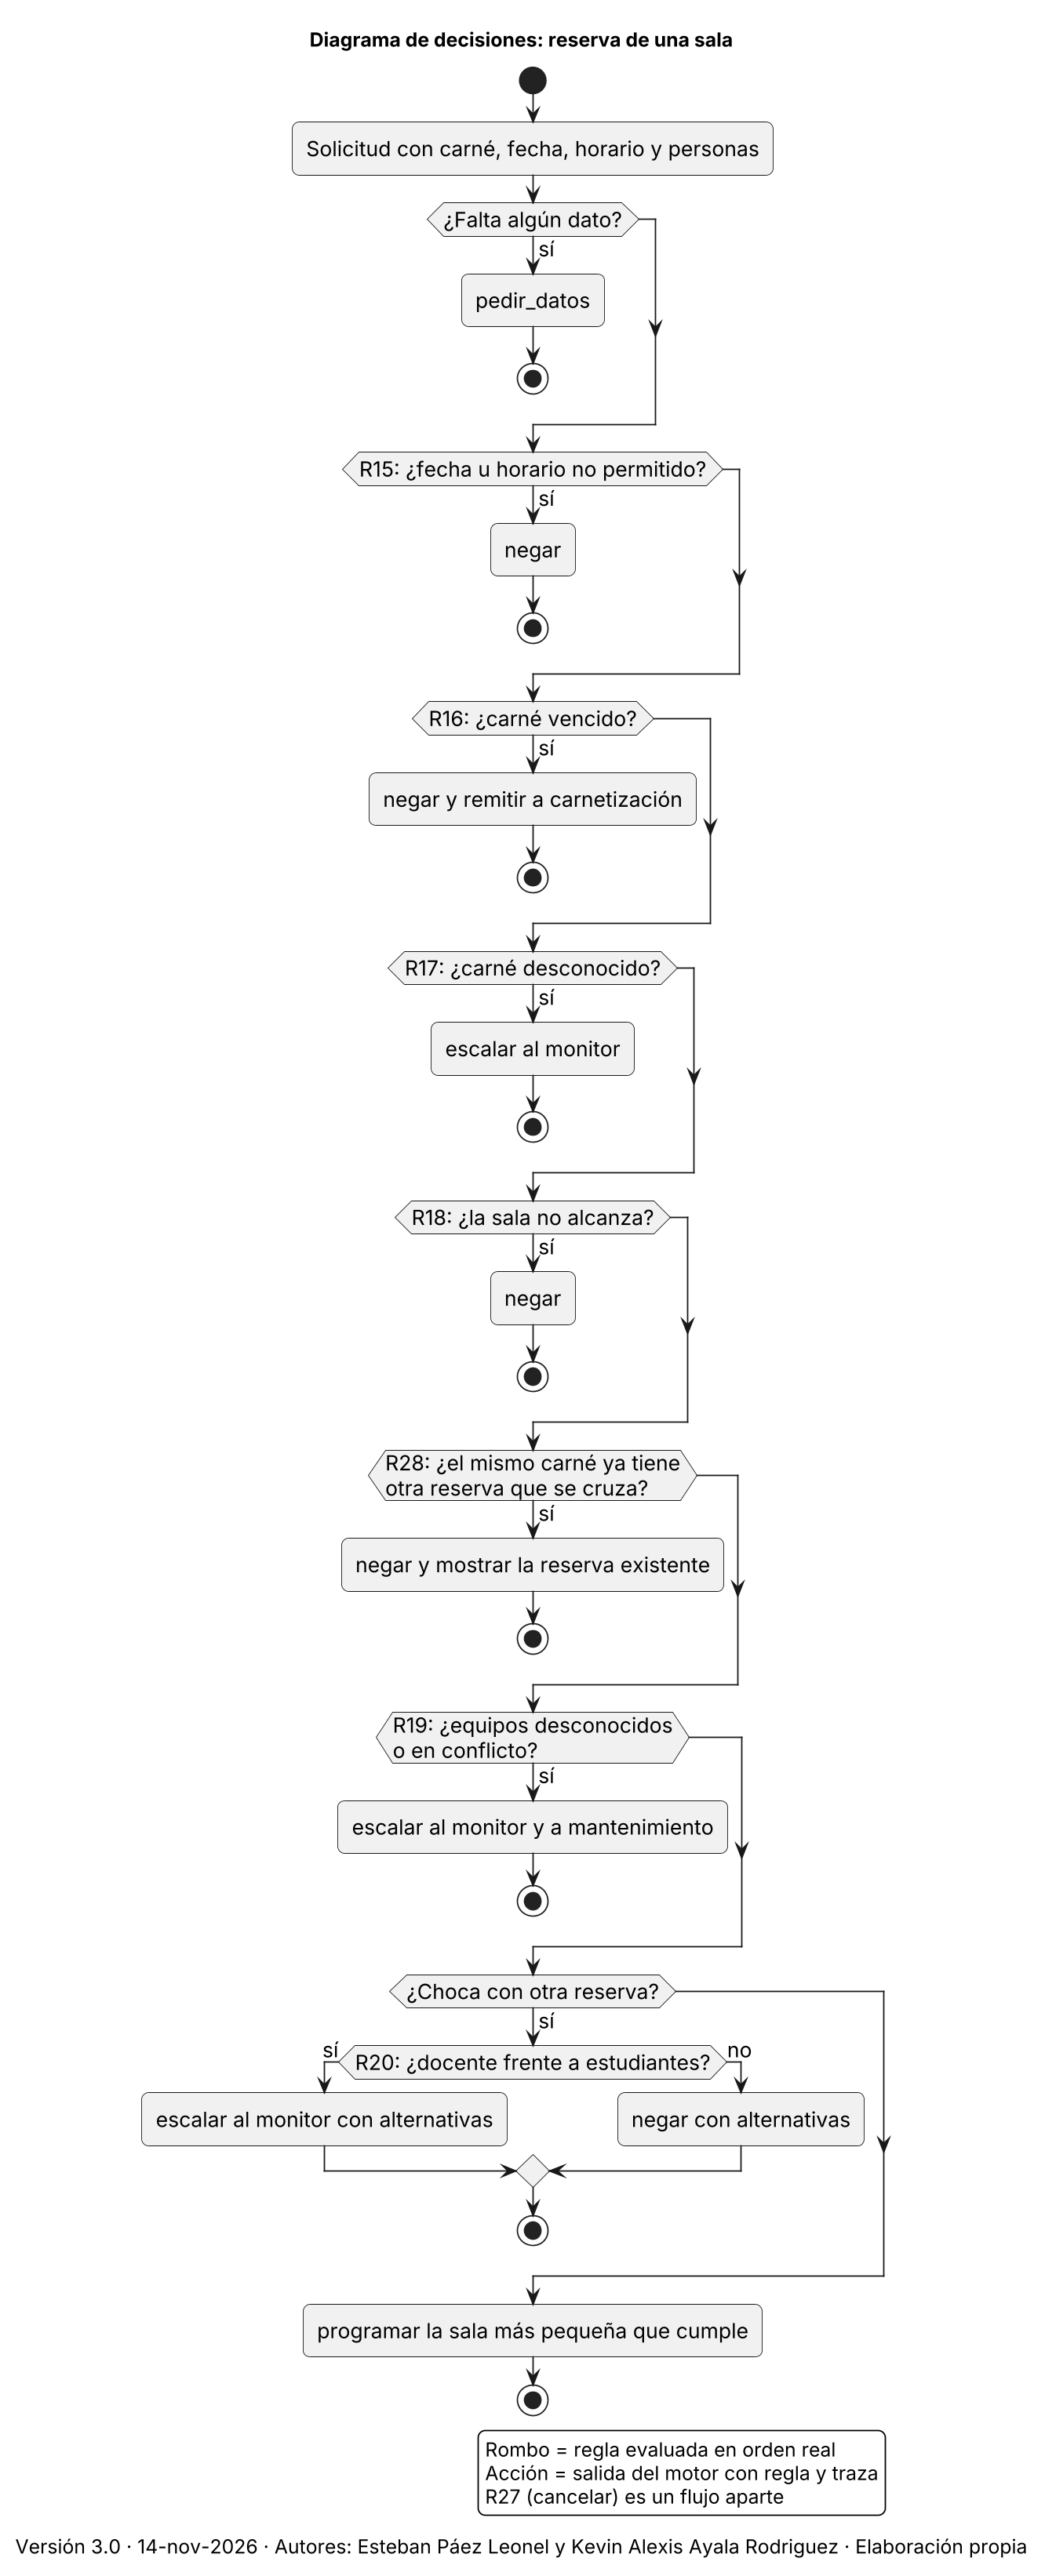 Diagrama de decisiones: reserva de una sala
Solicitud con carné, fecha, horario y personas
¿Falta algún dato?
sí
pedir_datos
R15: ¿fecha u horario no permitido?
sí
negar
R16: ¿carné vencido?
sí
negar y remitir a carnetización
R17: ¿carné desconocido?
sí
escalar al monitor
R18: ¿la sala no alcanza?
sí
negar
R28: ¿el mismo carné ya tiene
otra reserva que se cruza?
sí
negar y mostrar la reserva existente
R19: ¿equipos desconocidos
o en conflicto?
sí
escalar al monitor y a mantenimiento
¿Choca con otra reserva?
sí
sí
R20: ¿docente frente a estudiantes?
no
escalar al monitor con alternativas
negar con alternativas
programar la sala más pequeña que cumple
Rombo = regla evaluada en orden real
Acción = salida del motor con regla y traza
R27 (cancelar) es un flujo aparte
Versión 3.0 · 14-nov-2026 · Autores: Esteban Páez Leonel y Kevin Alexis Ayala Rodriguez · Elaboración propia